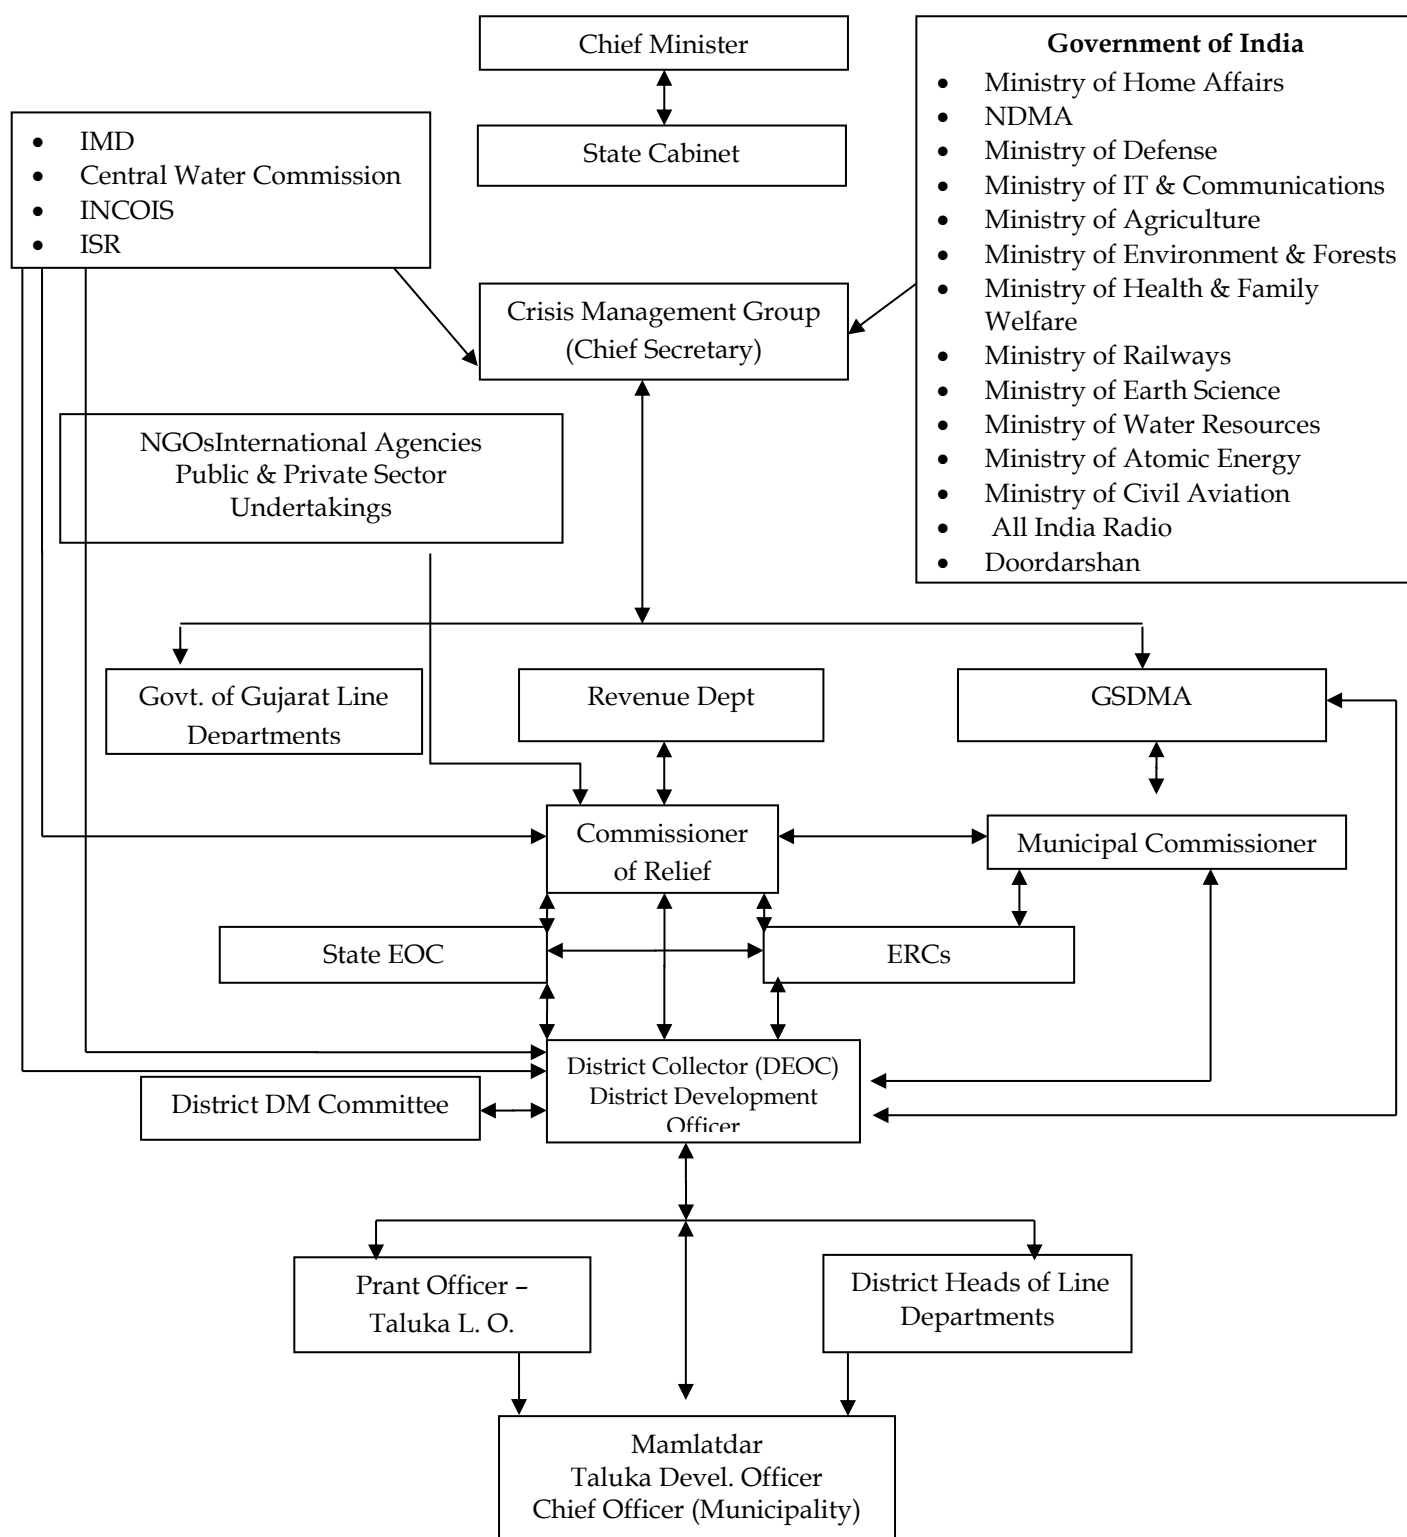 Chief Minister
State Cabinet
Government of India
• Ministry of Home Affairs
• NDMA
• Ministry of Defense
• Ministry of IT & Communications
• Ministry of Agriculture
• Ministry of Environment & Forests
• Ministry of Health & Family
Welfare
• Ministry of Railways
• Ministry of Earth Science
• Ministry of Water Resources
• Ministry of Atomic Energy
• Ministry of Civil Aviation
• All India Radio
• Doordarshan
• IMD
• Central Water Commission
• INCOIS
• ISR
Crisis Management Group
(Chief Secretary)
NGOsInternational Agencies
Public & Private Sector
Undertakings
Govt. of Gujarat Line
Departments
Revenue Dept
GSDMA
Commissioner
of Relief
Municipal Commissioner
State EOC
ERCs
District Collector (DEOC)
District Development
Officer
District DM Committee
Prant Officer –
Taluka L. O.
District Heads of Line
Departments
Mamlatdar
Taluka Devel. Officer
Chief Officer (Municipality)